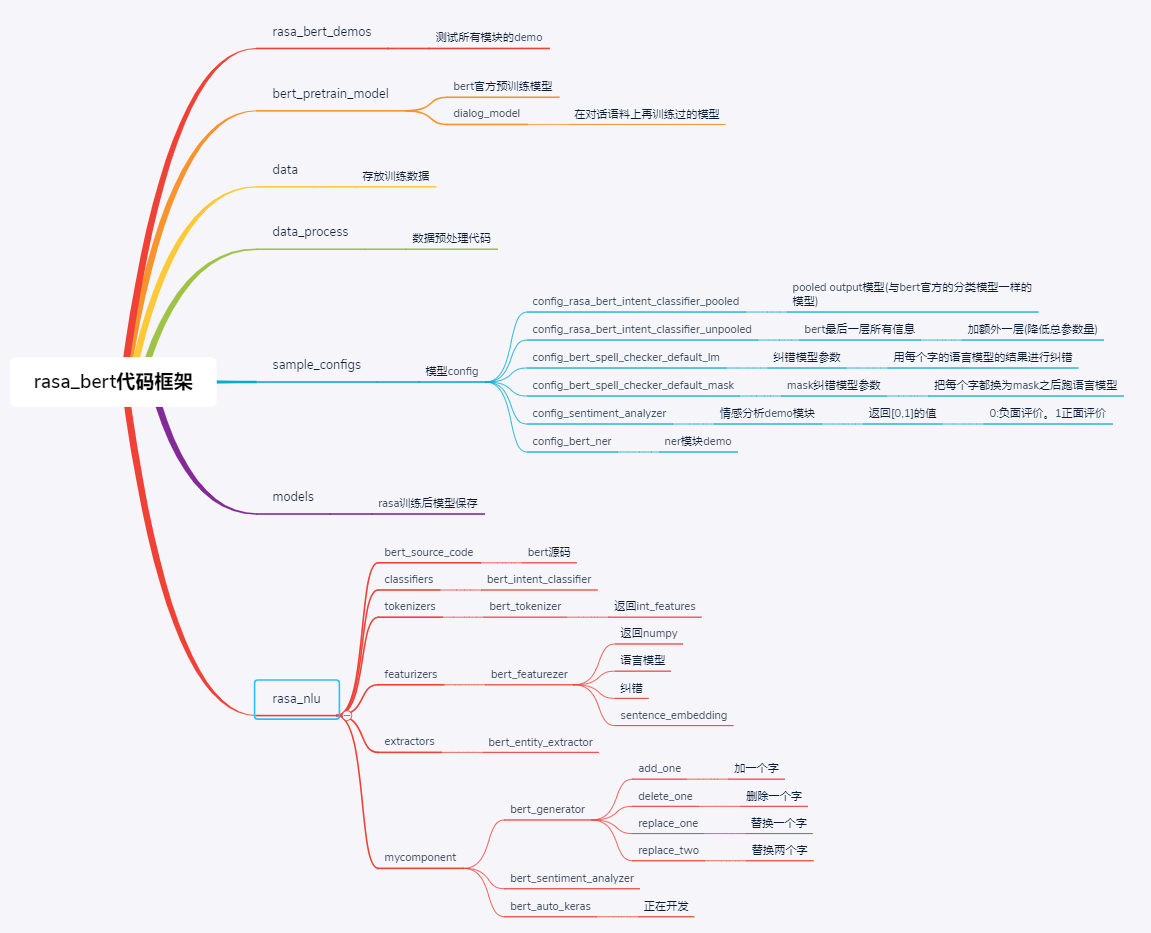 rasa_bert代码框架
rasa_bert_demos
测试所有模块的demo
bert_pretrain_model
bert官方预训练模型
dialog_model
在对话语料上再训练过的模型
data
存放训练数据
data_process
数据预处理代码
sample_configs
模型config
config_rasa_bert_intent_classifier_pooled
pooled output模型(与bert官方的分类模型一样的
模型)
config_rasa_bert_intent_classifier_unpooled
bert最后一层所有信息
加额外一层(降低总参数量)
config_bert_spell_checker_default_lm
纠错模型参数
用每个字的语言模型的结果进行纠错
config_bert_spell_checker_default_mask
mask纠错模型参数
把每个字都换为mask之后跑语言模型
config_sentiment_analyzer
情感分析demo模块
返回[0,1]的值
0:负面评价。1正面评价
config_bert_ner
ner模块demo
models
rasa训练后模型保存
rasa_nlu
bert_source_code
bert源码
classifiers
bert_intent_classifier
tokenizers
bert_tokenizer
返回int_features
featurizers
bert_featurezer
返回numpy
语言模型
纠错
sentence_embedding
extractors
bert_entity_extractor
mycomponent
bert_generator
add_one
加一个字
delete_one
删除一个字
replace_one
替换一个字
replace_two
替换两个字
bert_sentiment_analyzer
bert_auto_keras
正在开发